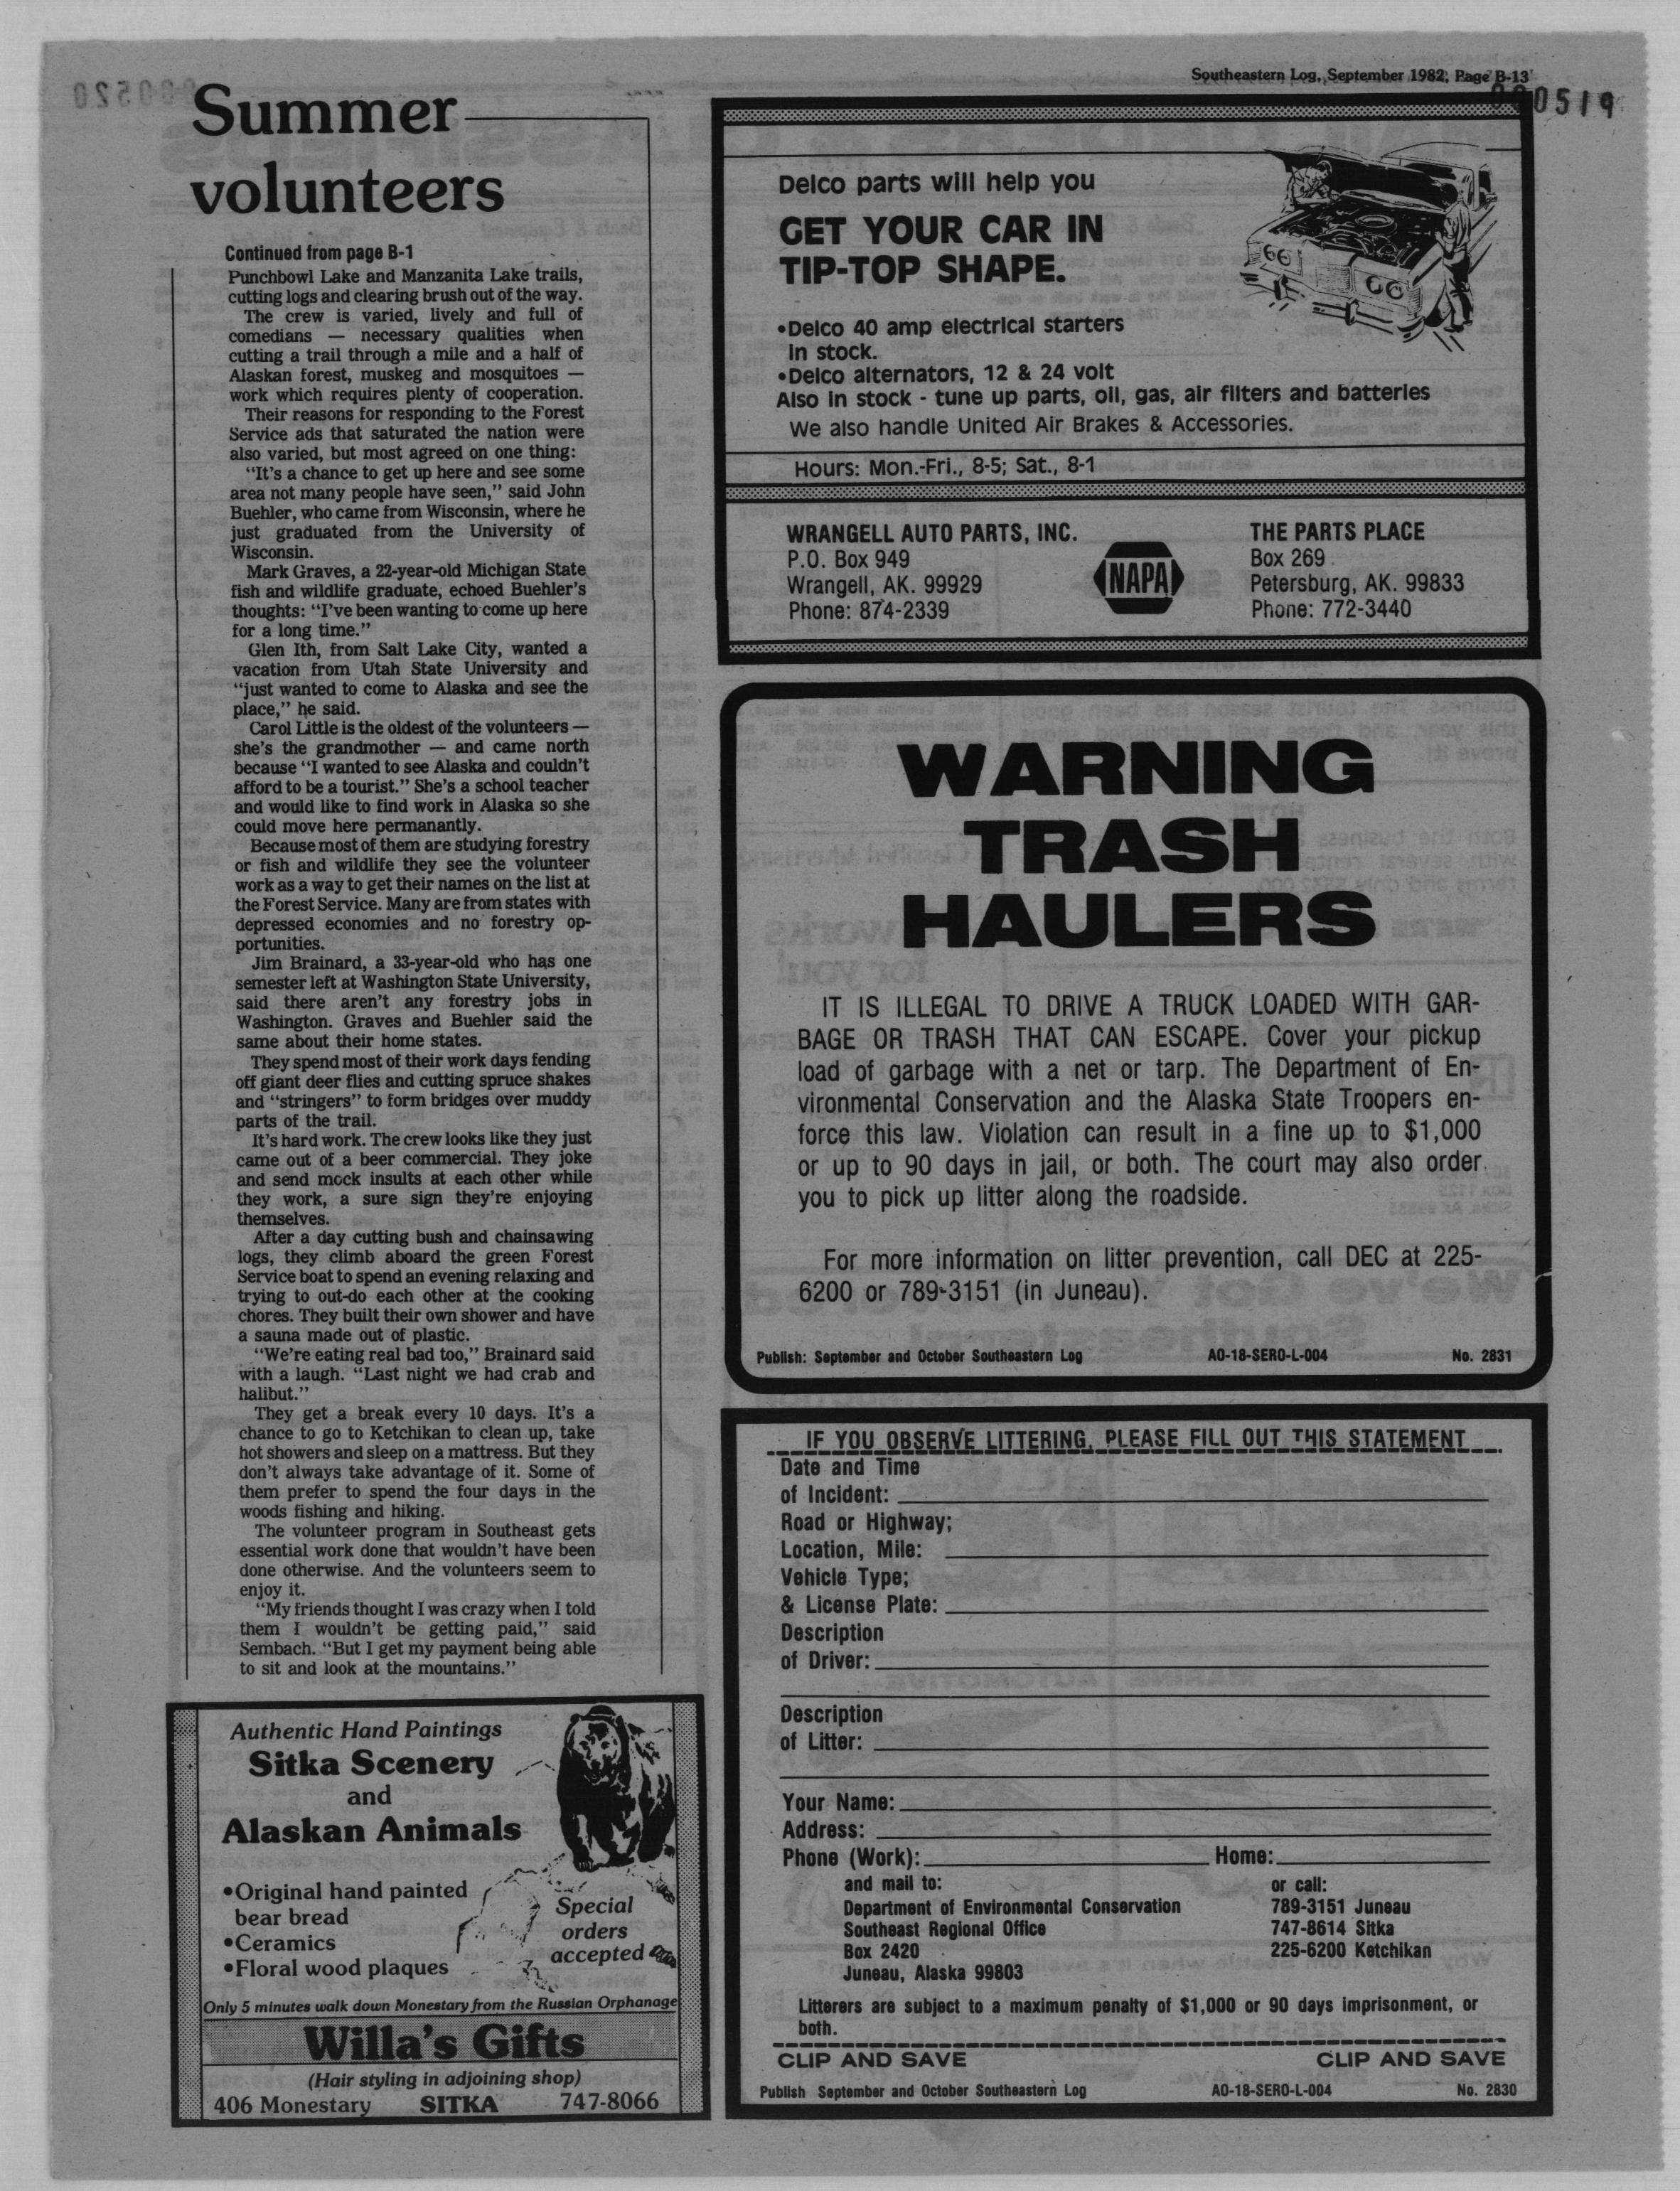 Southeastern Log, September 1982, Page B-13
000519
000520
Summer
volunteers
Continued from page B-1
Punchbowl Lake and Manzanita Lake trails,
cutting logs and clearing brush out of the way.
The crew is varied, lively and full of
comedians — necessary qualities when
cutting a trail through a mile and a half of
Alaskan forest, muskeg and mosquitoes —
work which requires plenty of cooperation.
Their reasons for responding to the Forest
Service ads that saturated the nation were
also varied, but most agreed on one thing:
"It's a chance to get up here and see some
area not many people have seen," said John
Buehler, who came from Wisconsin, where he
just graduated from the University of
Wisconsin.
Mark Graves, a 22-year-old Michigan State
fish and wildlife graduate, echoed Buehler's
thoughts: "I've been wanting to come up here
for a long time."
Glen Ith, from Salt Lake City, wanted a
vacation from Utah State University and
"just wanted to come to Alaska and see the
place," he said.
Carol Little is the oldest of the volunteers —
she's the grandmother — and came north
because "I wanted to see Alaska and couldn't
afford to be a tourist." She's a school teacher
and would like to find work in Alaska so she
could move here permanantly.
Because most of them are studying forestry
or fish and wildlife they see the volunteer
work as a way to get their names on the list at
the Forest Service. Many are from states with
depressed economies and no forestry op-
portunities.
Jim Brainard, a 33-year-old who has one
semester left at Washington State University,
said there aren't any forestry jobs in
Washington. Graves and Buehler said the
same about their home states.
They spend most of their work days fending
off giant deer flies and cutting spruce shakes
and "stringers" to form bridges over muddy
parts of the trail.
It's hard work. The crew looks like they just
came out of a beer commercial. They joke
and send mock insults at each other while
they work, a sure sign they're enjoying
themselves.
After a day cutting bush and chainsawing
logs, they climb aboard the green Forest
Service boat to spend an evening relaxing and
trying to out-do each other at the cooking
chores. They built their own shower and have
a sauna made out of plastic.
"We're eating real bad too," Brainard said
with a laugh. "Last night we had crab and
halibut."
They get a break every 10 days. It's a
chance to go to Ketchikan to clean up, take
hot showers and sleep on a mattress. But they
don't always take advantage of it. Some of
them prefer to spend the four days in the
woods fishing and hiking.
The volunteer program in Southeast gets
essential work done that wouldn't have been
done otherwise. And the volunteers seem to
enjoy it.
"My friends thought I was crazy when I told
them I wouldn't be getting paid," said
Sembach. "But I get my payment being able
to sit and look at the mountains."
Authentic Hand Paintings
Sitka Scenery
and
Alaskan Animals
•Original hand painted
bear bread
•Ceramics
•Floral wood plaques
Special
orders
accepted
Only 5 minutes walk down Monestary from the Russian Orphanage
Willa's Gifts
(Hair styling in adjoining shop)
406 Monestary SITKA 747-8066
Delco parts will help you
GET YOUR CAR IN
TIP-TOP SHAPE.
•Delco 40 amp electrical starters
in stock.
•Delco alternators, 12 & 24 volt
Also in stock - tune up parts, oil, gas, air filters and batteries
We also handle United Air Brakes & Accessories.
Hours: Mon.-Fri., 8-5; Sat., 8-1
WRANGELL AUTO PARTS, INC.
P.O. Box 949
Wrangell, AK. 99929
Phone: 874-2339
NAPA
THE PARTS PLACE
Box 269
Petersburg, AK. 99833
Phone: 772-3440
WARNING
TRASH
HAULERS
IT IS ILLEGAL TO DRIVE A TRUCK LOADED WITH GAR-
BAGE OR TRASH THAT CAN ESCAPE. Cover your pickup
load of garbage with a net or tarp. The Department of En-
vironmental Conservation and the Alaska State Troopers en-
force this law. Violation can result in a fine up to $1,000
or up to 90 days in jail, or both. The court may also order
you to pick up litter along the roadside.
For more information on litter prevention, call DEC at 225-
6200 or 789-3151 (in Juneau).
Publish: September and October Southeastern Log AO-18-SERO-L-004 No. 2831
IF YOU OBSERVE LITTERING, PLEASE FILL OUT THIS STATEMENT
Date and Time
of Incident:
Road or Highway;
Location, Mile:
Vehicle Type;
& License Plate:
Description
of Driver:
Description
of Litter:
Your Name:
Address:
Phone (Work): Home:
and mail to:
Department of Environmental Conservation
Southeast Regional Office
Box 2420
Juneau, Alaska 99803
or call:
789-3151 Juneau
747-8614 Sitka
225-6200 Ketchikan
Litterers are subject to a maximum penalty of $1,000 or 90 days imprisonment, or
both.
CLIP AND SAVE CLIP AND SAVE
Publish September and October Southeastern Log AO-18-SERO-L-004 No. 2830